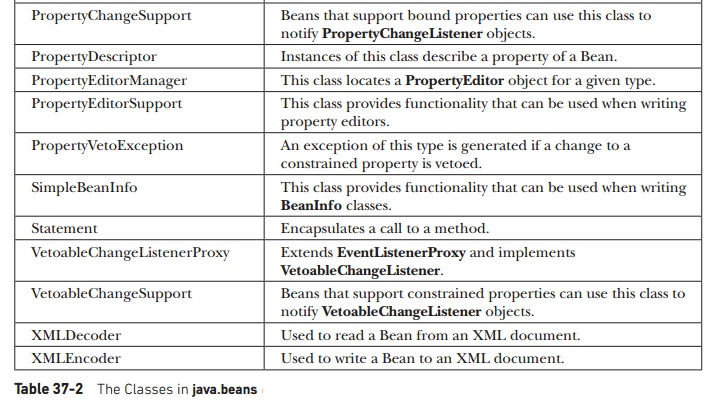 PropertyChangeSupport Beans that support bound properties can use this class to
notify PropertyChangeListener objects.
PropertyDescriptor Instances of this class describe a property of a Bean.
PropertyEditorManager This class locates a PropertyEditor object for a given type.
PropertyEditorSupport This class provides functionality that can be used when writing
property editors.
PropertyVetoException An exception of this type is generated if a change to a
constrained property is vetoed.
SimpleBeanInfo This class provides functionality that can be used when writing
BeanInfo classes.
Statement Encapsulates a call to a method.
VetoableChangeListenerProxy Extends EventListenerProxy and implements
VetoableChangeListener.
VetoableChangeSupport Beans that support constrained properties can use this class to
notify VetoableChangeListener objects.
XMLDecoder Used to read a Bean from an XML document.
XMLEncoder Used to write a Bean to an XML document.
Table 37-2 The Classes in java.beans